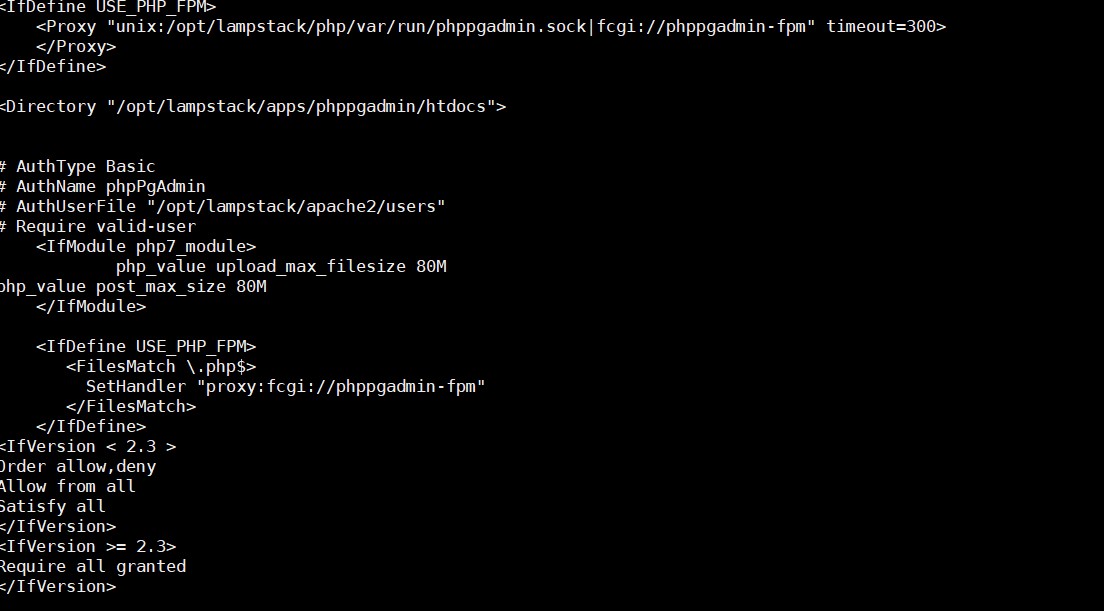 <IfDefine USE_PHP_FPM>
    <Proxy "unix:/opt/lampstack/php/var/run/phppgadmin.sock|fcgi://phppgadmin-fpm" timeout=300>
    </Proxy>
</IfDefine>

<Directory "/opt/lampstack/apps/phppgadmin/htdocs">

# AuthType Basic
# AuthName phpPgAdmin
# AuthUserFile "/opt/lampstack/apache2/users"
# Require valid-user
    <IfModule php7_module>
            php_value upload_max_filesize 80M
php_value post_max_size 80M
    </IfModule>

    <IfDefine USE_PHP_FPM>
       <FilesMatch \.php$>
         SetHandler "proxy:fcgi://phppgadmin-fpm"
       </FilesMatch>
    </IfDefine>
<IfVersion < 2.3 >
Order allow,deny
Allow from all
Satisfy all
</IfVersion>
<IfVersion >= 2.3>
Require all granted
</IfVersion>